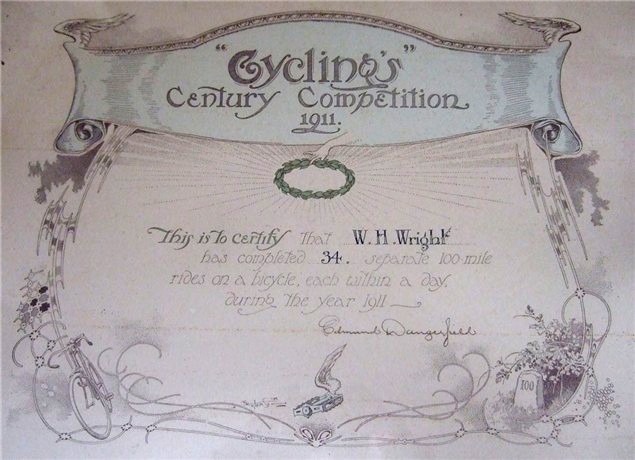 "Cycling's"
Century Competition
1911.
This is to certify that W. H. Wright
has completed 34. separate 100-mile
rides on a bicycle, each within a day,
during the year 1911
Edmund Dangerfield
100